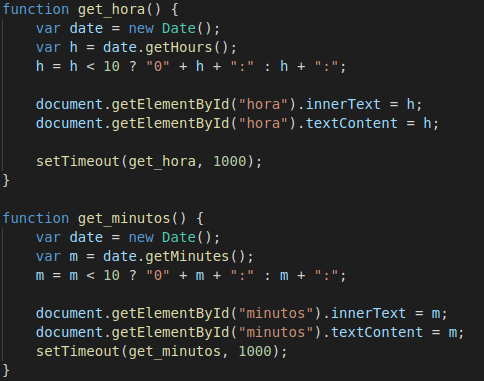 function get_hora() {
    var date = new Date();
    var h = date.getHours();
    h = h < 10 ? "0" + h + ":" : h + ":";

    document.getElementById("hora").innerText = h;
    document.getElementById("hora").textContent = h;

    setTimeout(get_hora, 1000);
}

function get_minutos() {
    var date = new Date();
    var m = date.getMinutes();
    m = m < 10 ? "0" + m + ":" : m + ":";

    document.getElementById("minutos").innerText = m;
    document.getElementById("minutos").textContent = m;
    setTimeout(get_minutos, 1000);
}